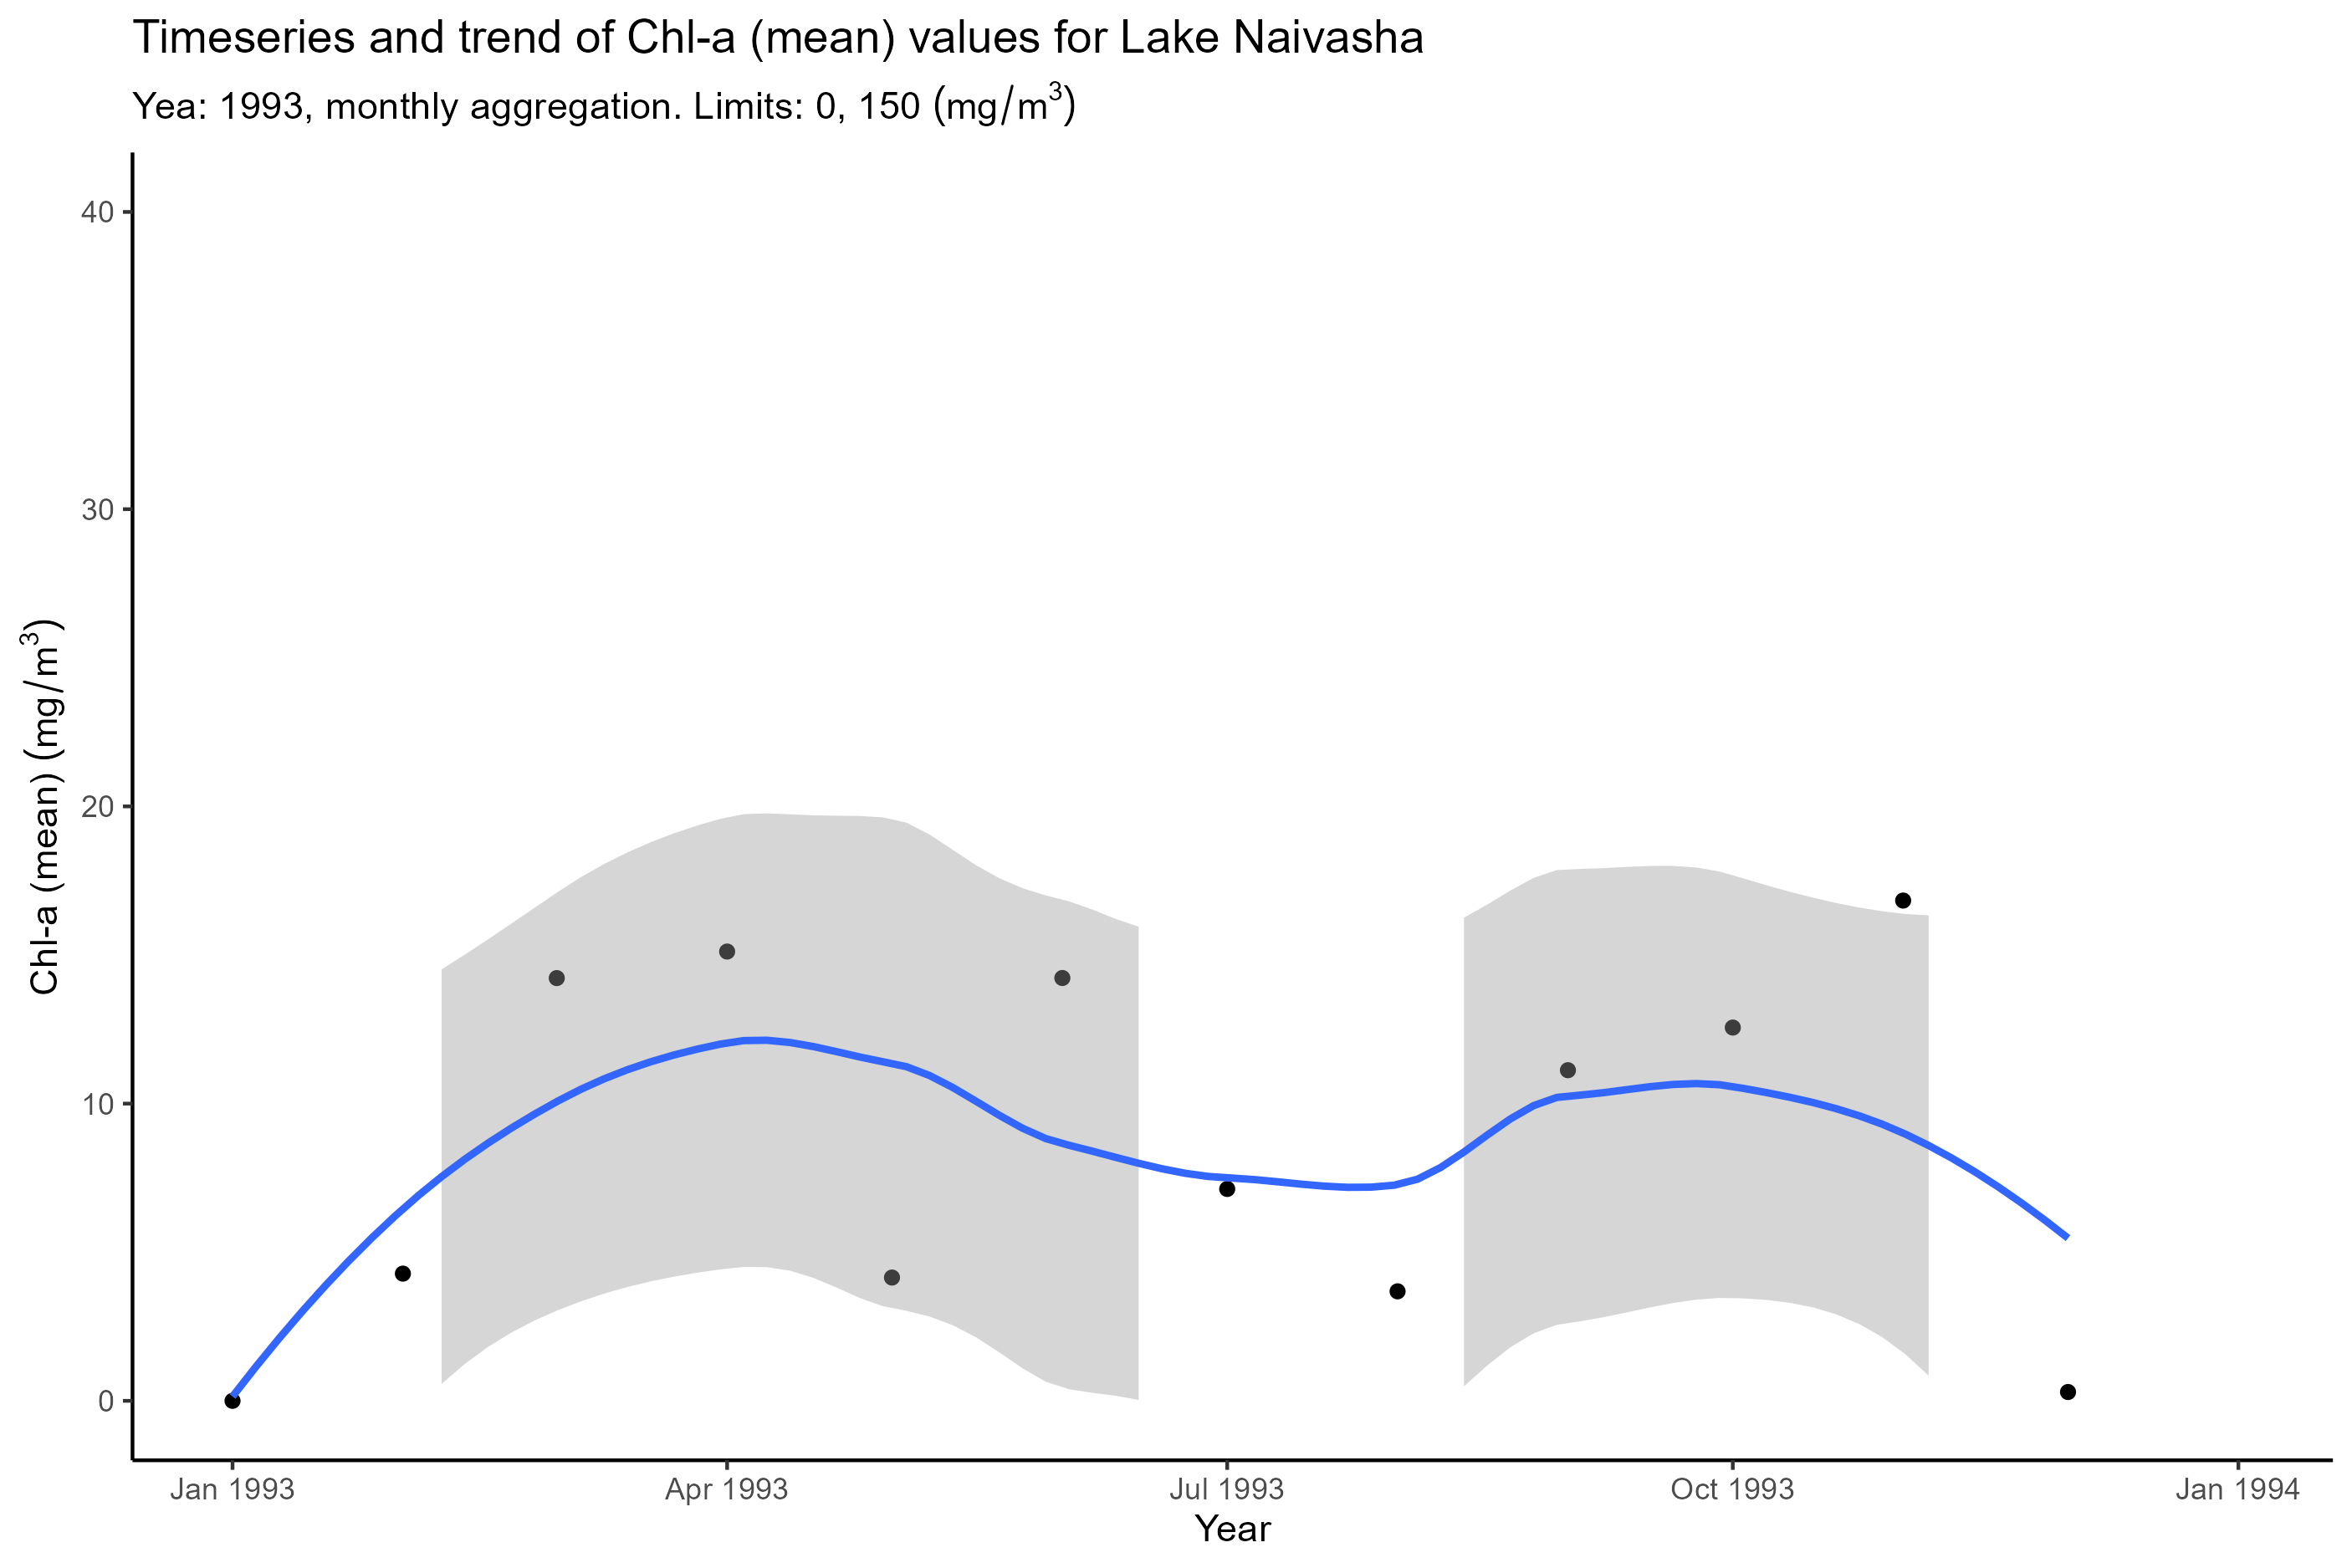 Timeseries and trend of Chl-a (mean) values for Lake Naivasha
Yea: 1993, monthly aggregation. Limits: 0, 150 (mg/m³)
Chl-a (mean) (mg/m³)
40
30
20
10
0
Jan 1993
Apr 1993
Jul 1993
Oct 1993
Jan 1994
Year